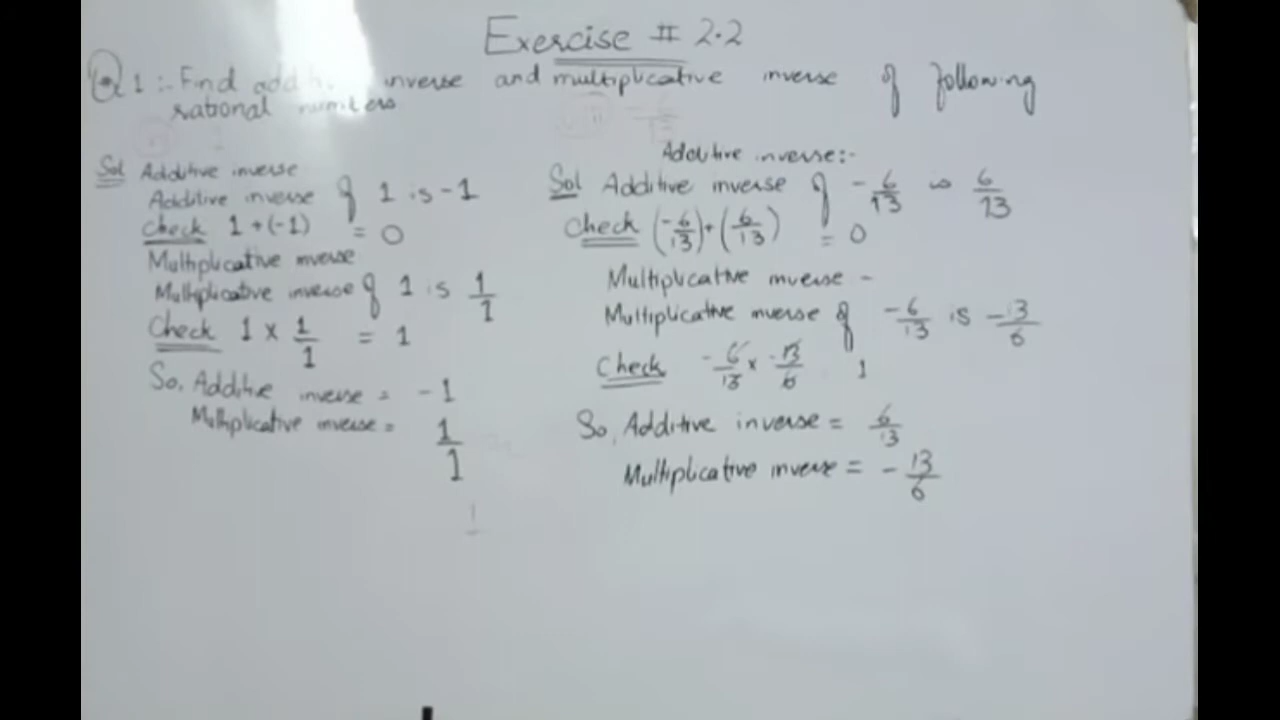 Exercise # 2.2
Q 1 :- Find inverse and multiplicative inverse of following
rational numbers
Sol Additive inverse
Additive inverse of 1 is -1
Check 1 + (-1) = 0
Multiplicative inverse
Multiplicative inverse of 1 is 1/1
Check 1 × 1/1 = 1
So, Additive inverse = -1
Multiplicative inverse = 1/1
Additive inverse:-
Sol Additive inverse of -6/13 is 6/13
Check (-6/13) + (6/13) = 0
Multiplicative inverse -
Multiplicative inverse of -6/13 is -13/6
Check -6/13 × -13/6 1
So, Additive inverse = 6/13
Multiplicative inverse = -13/6